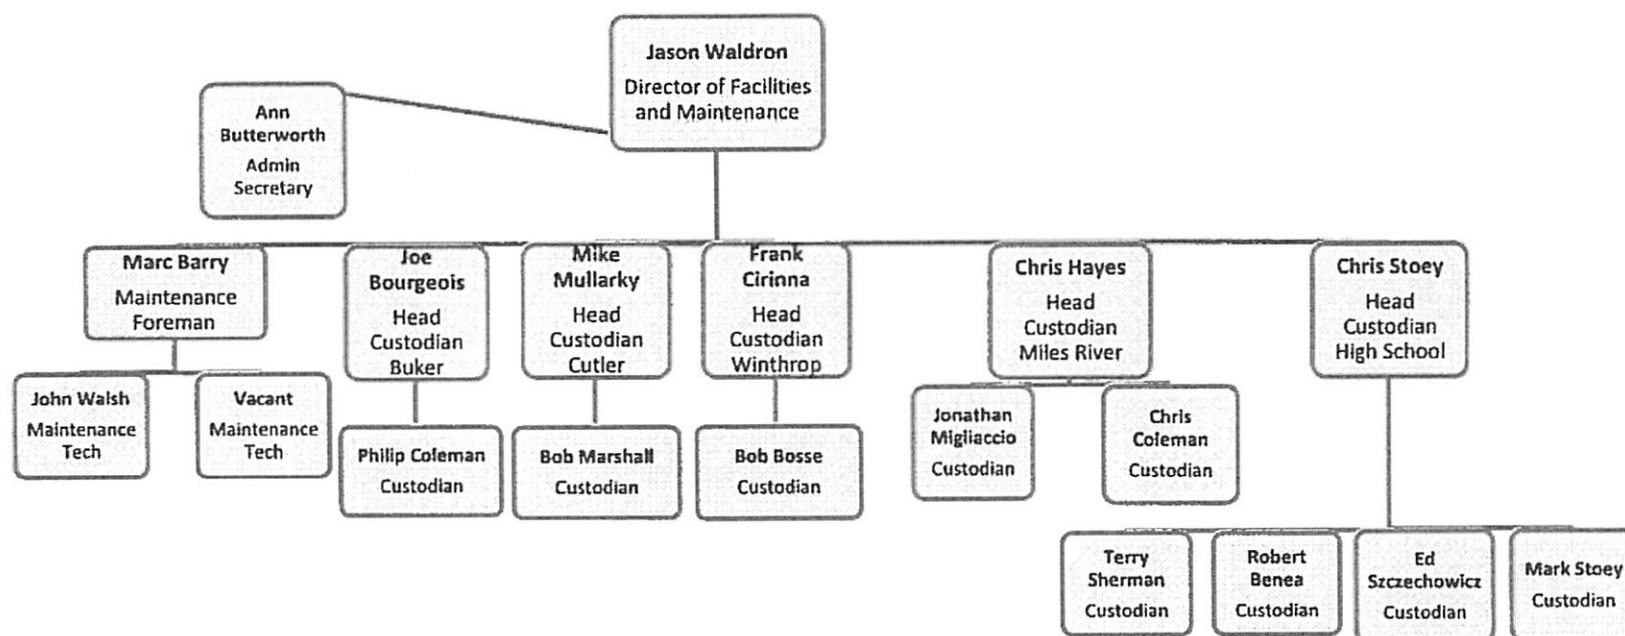 Jason Waldron
Director of Facilities
and Maintenance
Ann
Butterworth
Admin
Secretary
Marc Barry
Maintenance
Foreman
Joe
Bourgeois
Head
Custodian
Buker
Mike
Mullarky
Head
Custodian
Cutler
Frank
Cirinna
Head
Custodian
Winthrop
Chris Hayes
Head
Custodian
Miles River
Chris Stoey
Head
Custodian
High School
John Walsh
Maintenance
Tech
Vacant
Maintenance
Tech
Philip Coleman
Custodian
Bob Marshall
Custodian
Bob Bosse
Custodian
Jonathan
Migliaccio
Custodian
Chris
Coleman
Custodian
Terry
Sherman
Custodian
Robert
Benea
Custodian
Ed
Szczechowicz
Custodian
Mark Stoey
Custodian